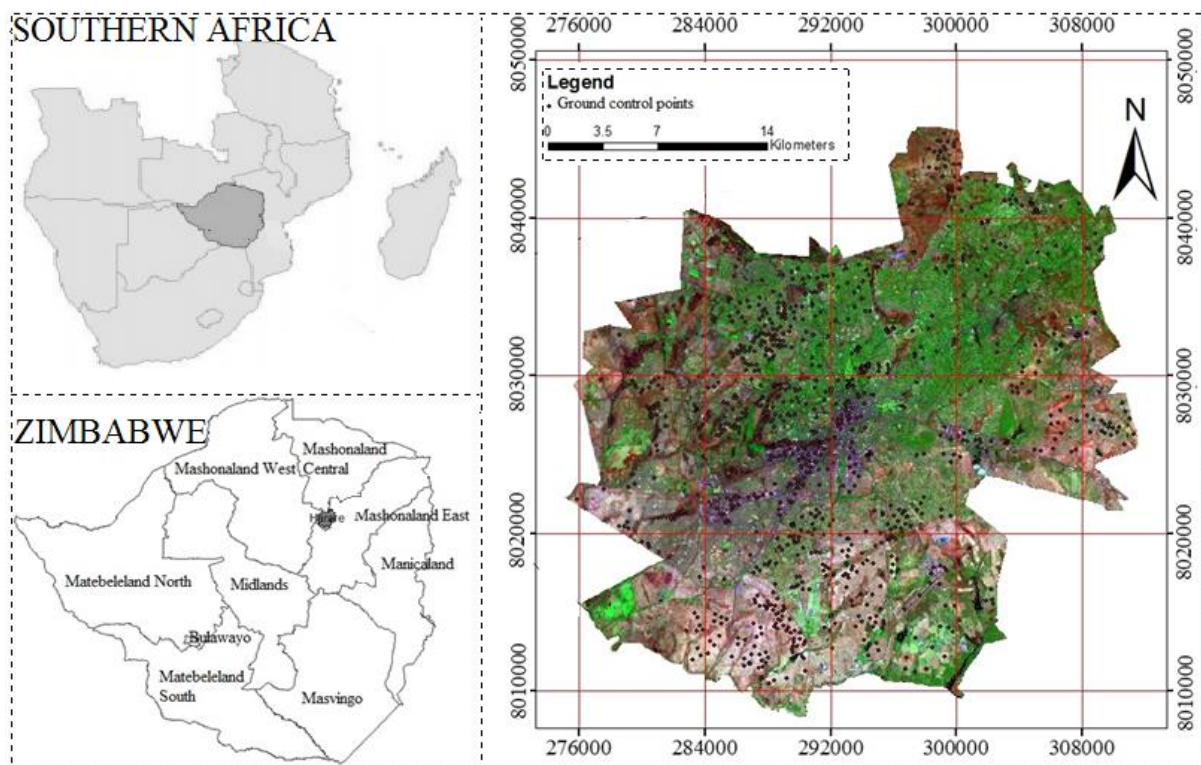 SOUTHERN AFRICA
ZIMBABWE
Mashonaland
Mashonaland West Central
Harare
Mashonaland East
Manicaland
Matebeleland North
Midlands
Bulawayo
Matebeleland
South
Masvingo
276000 284000 292000 300000 308000
Legend
Ground control points
0 3.5 7 14
Kilometers
N
8050000 8050000
8040000 8040000
8030000 8030000
8020000 8020000
8010000 8010000
276000 284000 292000 300000 308000